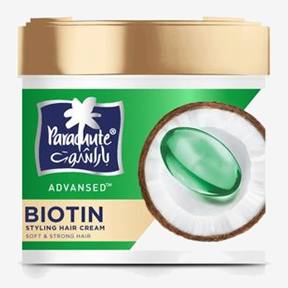 Parachute®
باراشوت
ADVANSED™
BIOTIN
STYLING HAIR CREAM
SOFT & STRONG HAIR